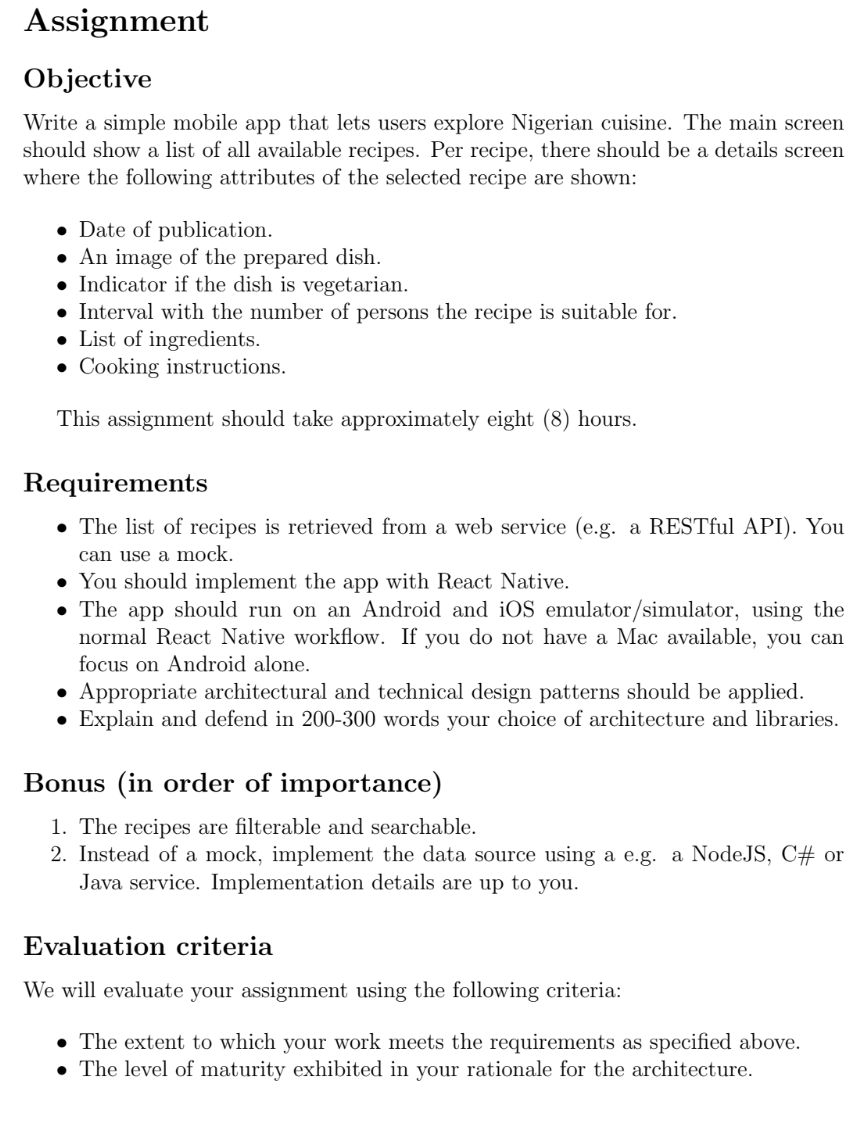 Assignment
Objective
Write a simple mobile app that lets users explore Nigerian cuisine. The main screen
should show a list of all available recipes. Per recipe, there should be a details screen
where the following attributes of the selected recipe are shown:
• Date of publication.
• An image of the prepared dish.
• Indicator if the dish is vegetarian.
• Interval with the number of persons the recipe is suitable for.
• List of ingredients.
• Cooking instructions.
This assignment should take approximately eight (8) hours.
Requirements
• The list of recipes is retrieved from a web service (e.g. a RESTful API). You
can use a mock.
• You should implement the app with React Native.
• The app should run on an Android and iOS emulator/simulator, using the
normal React Native workflow. If you do not have a Mac available, you can
focus on Android alone.
• Appropriate architectural and technical design patterns should be applied.
• Explain and defend in 200-300 words your choice of architecture and libraries.
Bonus (in order of importance)
1. The recipes are filterable and searchable.
2. Instead of a mock, implement the data source using a e.g. a NodeJS, C# or
Java service. Implementation details are up to you.
Evaluation criteria
We will evaluate your assignment using the following criteria:
• The extent to which your work meets the requirements as specified above.
• The level of maturity exhibited in your rationale for the architecture.